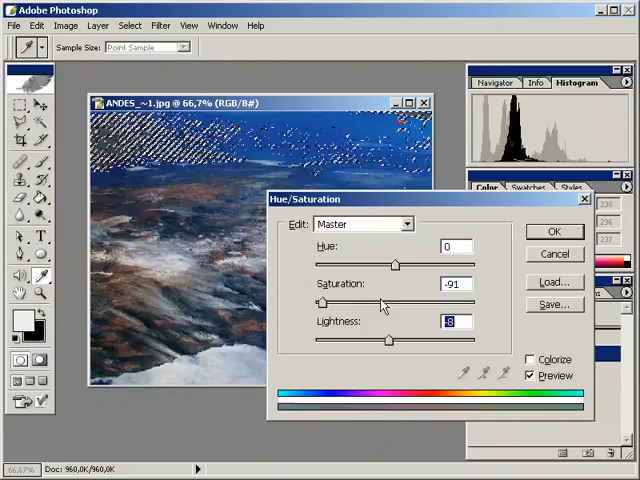 Adobe Photoshop
File Edit Image Layer Select Filter View Window Help
Sample Size: Point Sample
Navigator Info Histogram
ANDES_~1.jpg @ 66,7% (RGB/8#)
Color Swatches Styles
Hue/Saturation
238
236
237
Edit: Master
OK
Hue: 0
Cancel
Saturation: -91
Load...
Save...
Lightness: -8
Colorize
Preview
66.67% Doc: 960,0K/960,0K